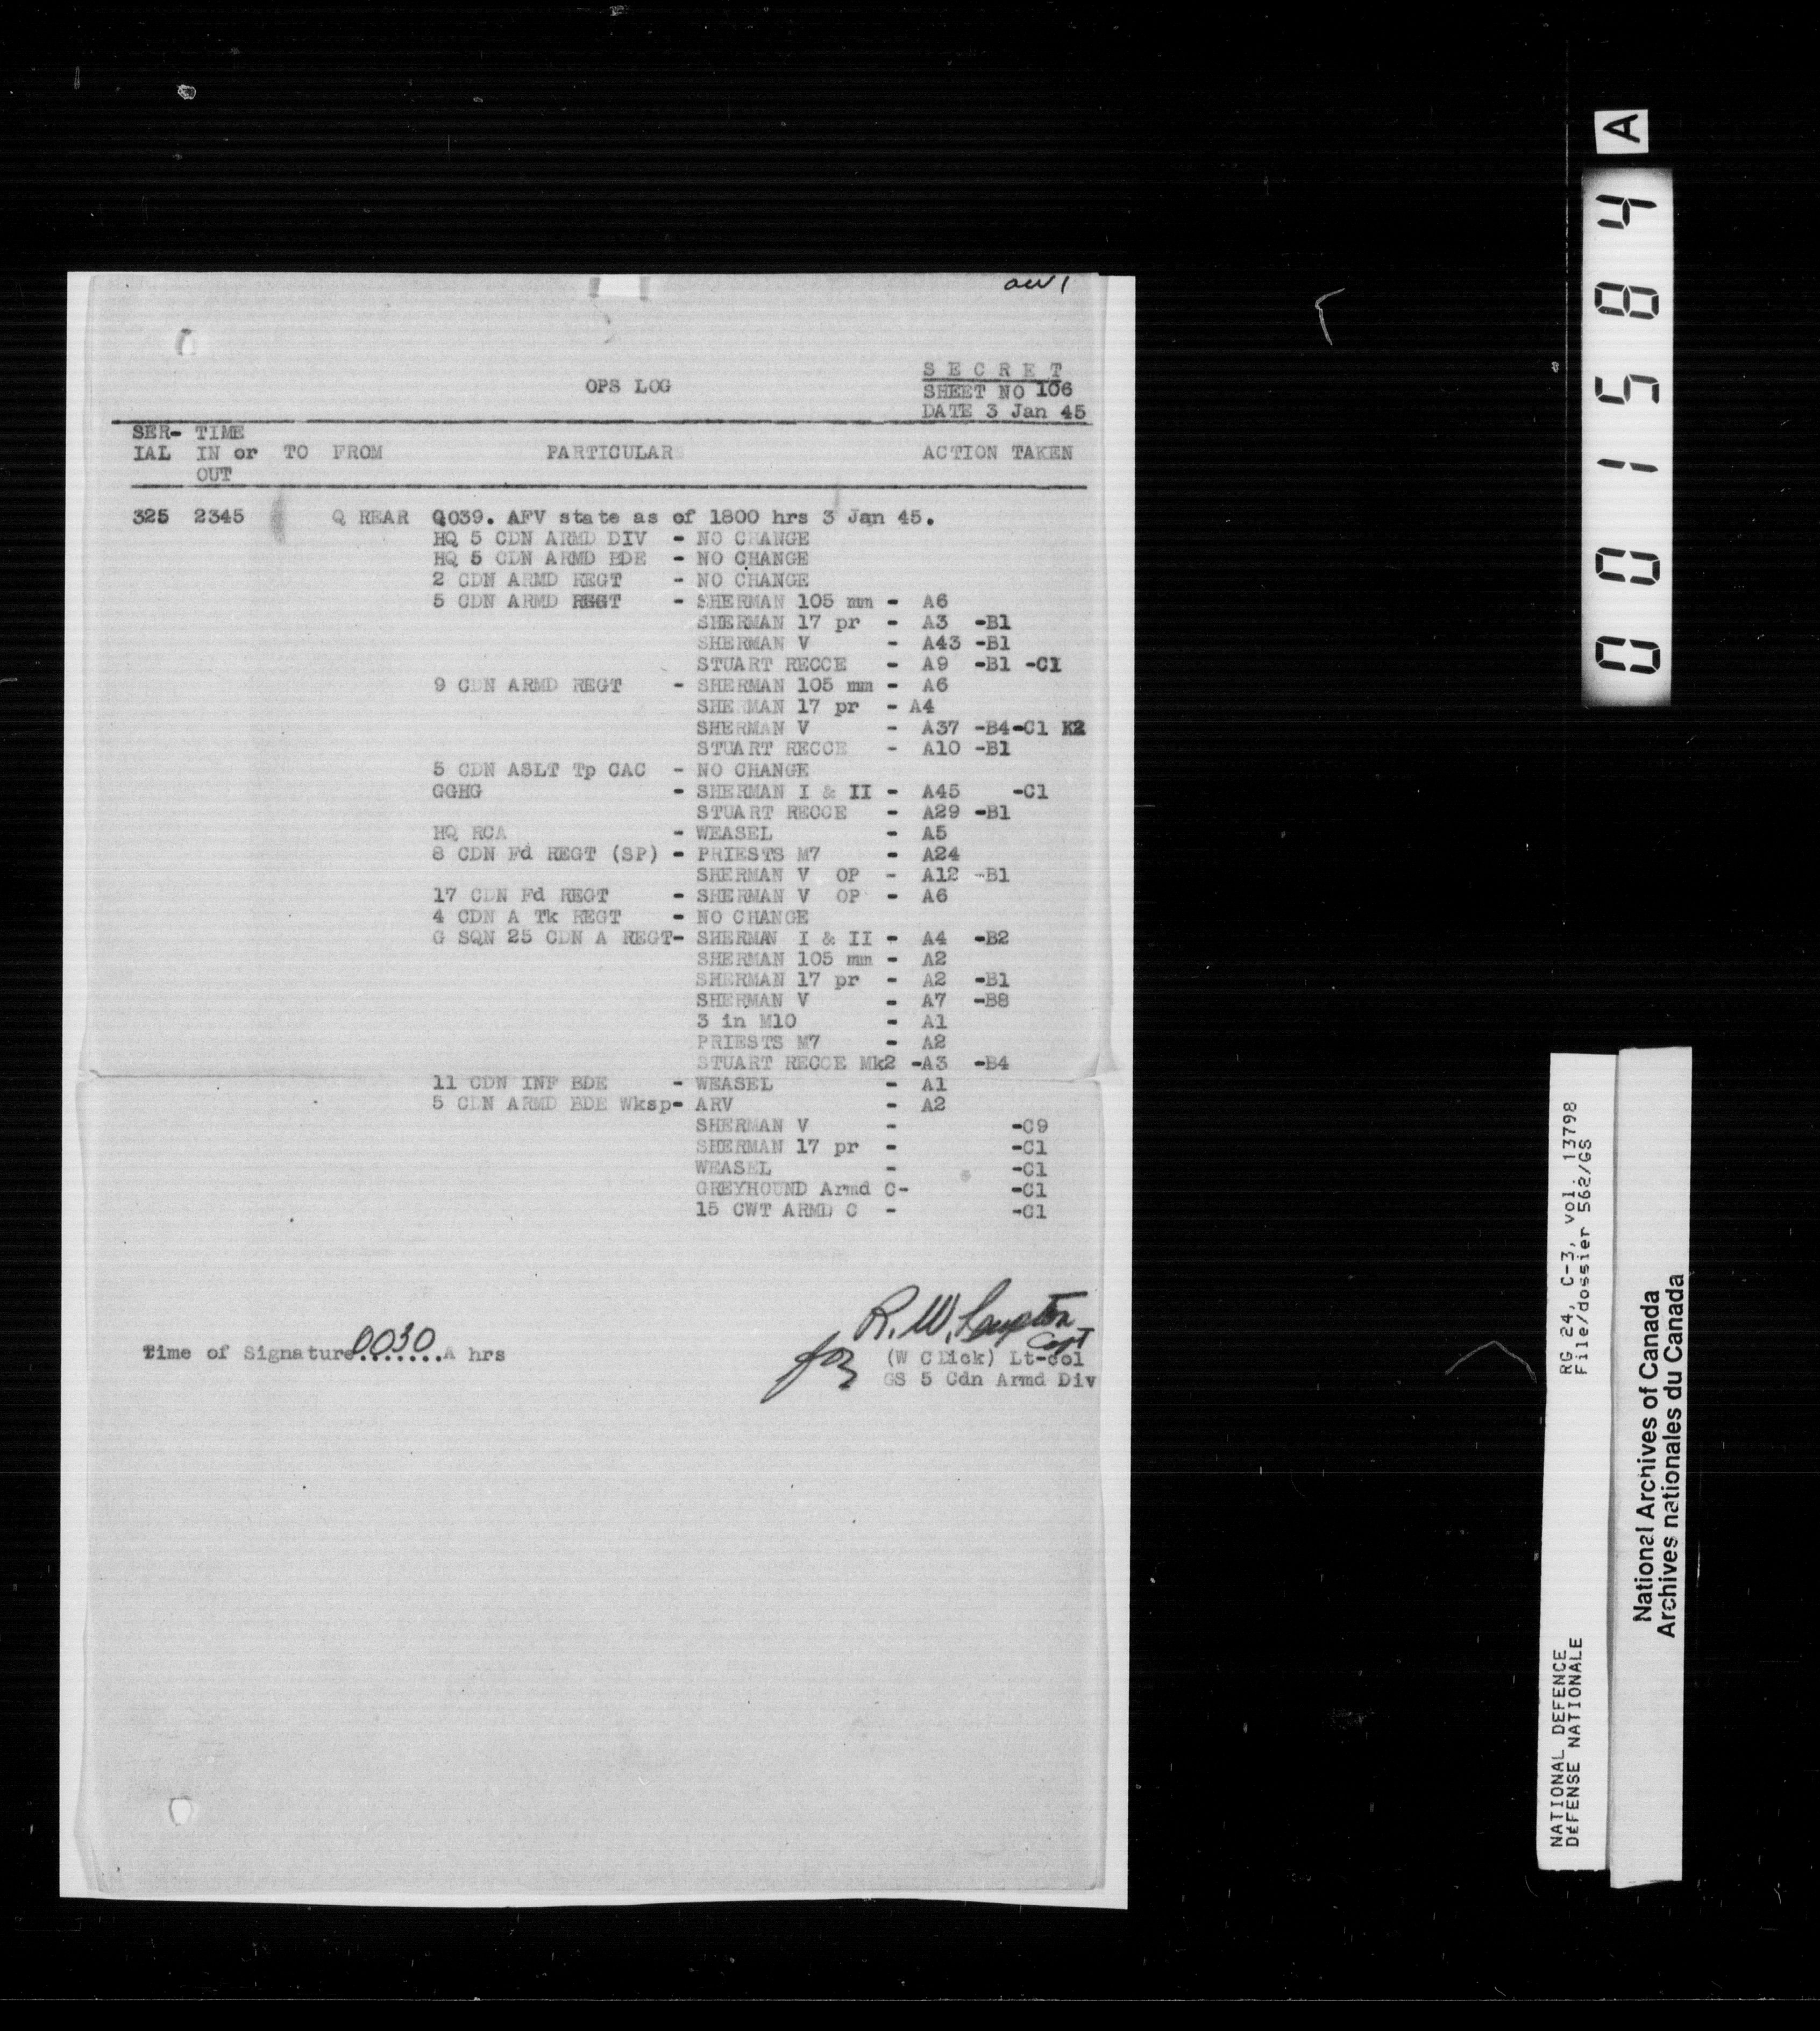 OPS LOG
S E C R E T
SHEET NO 106
DATE 3 Jan 45
SER- TIME
IAL IN or TO FROM PARTICULARS ACTION TAKEN
OUT
325 2345 Q REAR Q039. AFV state as of 1800 hrs 3 Jan 45.
HQ 5 CDN ARMD DIV - NO CHANGE
HQ 5 CDN ARMD BDE - NO CHANGE
2 CDN ARMD REGT - NO CHANGE
5 CDN ARMD REGT - SHERMAN 105 mm - A6
SHERMAN 17 pr - A3 -B1
SHERMAN V - A43 -B1
STUART RECCE - A9 -B1 -C1
9 CDN ARMD REGT - SHERMAN 105 mm - A6
SHERMAN 17 pr - A4
SHERMAN V - A37 -B4-C1 K2
STUART RECCE - A10 -B1
5 CDN ASLT Tp CAC - NO CHANGE
GGHG - SHERMAN I & II - A45 -C1
STUART RECCE - A29 -B1
HQ RCA - WEASEL - A5
8 CDN Fd REGT (SP) - PRIESTS M7 - A24
SHERMAN V OP - A12 -B1
17 CDN Fd REGT - SHERMAN V OP - A6
4 CDN A Tk REGT - NO CHANGE
G SQN 25 CDN A REGT- SHERMAN I & II - A4 -B2
SHERMAN 105 mm - A2
SHERMAN 17 pr - A2 -B1
SHERMAN V - A7 -B8
3 in M10 - A1
PRIESTS M7 - A2
STUART RECCE Mk2 -A3 -B4
11 CDN INF BDE - WEASEL - A1
5 CDN ARMD BDE Wksp- ARV - A2
SHERMAN V - -C9
SHERMAN 17 pr - -C1
WEASEL - -C1
GREYHOUND Armd C- -C1
15 CWT ARMD C - -C1
R.W. Capt
Time of Signature 0030 A hrs
for (W C Dick) Lt-col
GS 5 Cdn Armd Div
A
001584
RG 24, C-3, vol. 13798
File/dossier 562/GS
NATIONAL DEFENCE
DÉFENSE NATIONALE
National Archives of Canada
Archives nationales du Canada